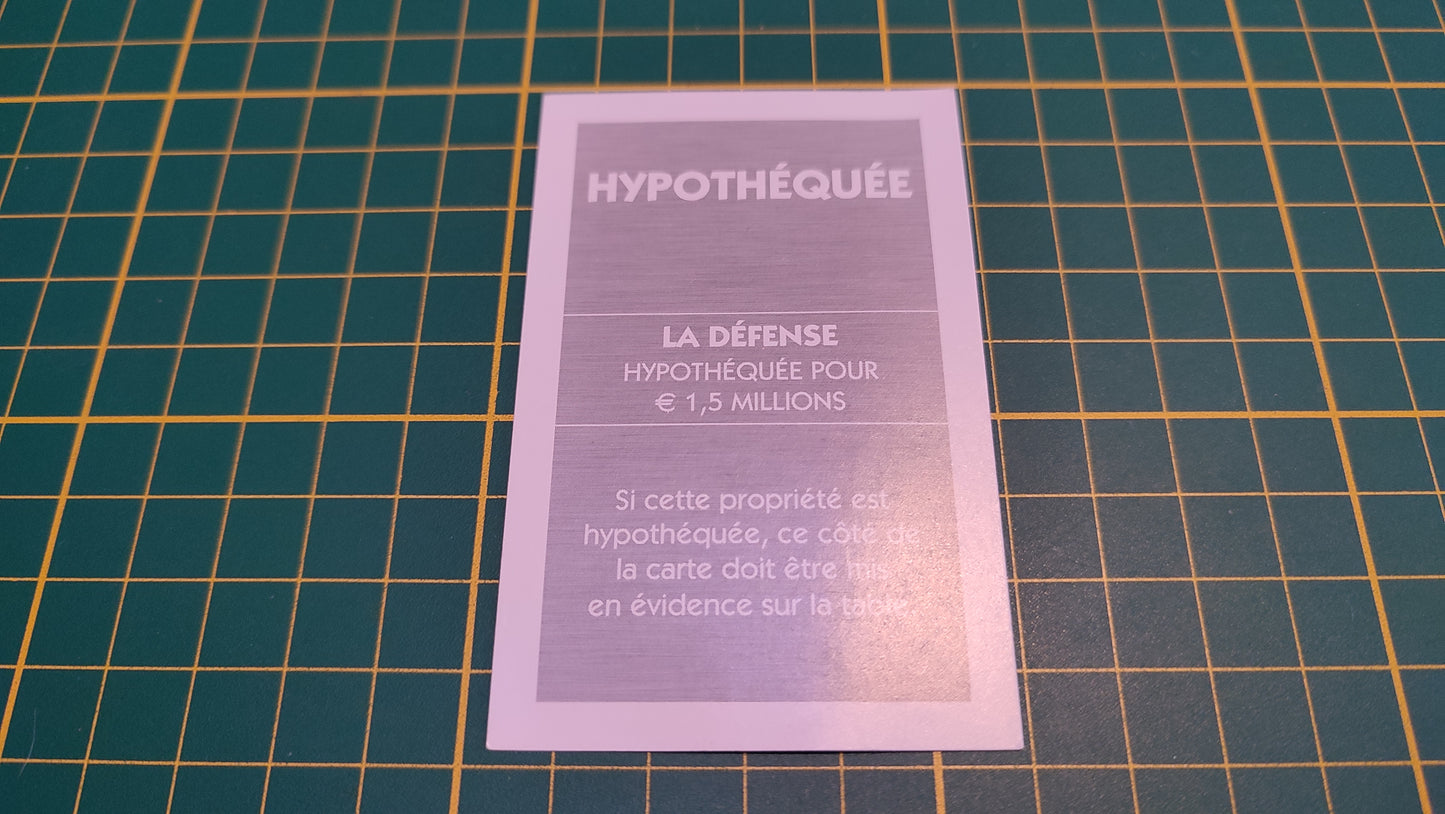 HYPOTHÉQUÉE
LA DÉFENSE
HYPOTHÉQUÉE POUR
€ 1,5 MILLIONS
Si cette propriété est
hypothéquée, ce côté de
la carte doit être mis
en évidence sur la table.